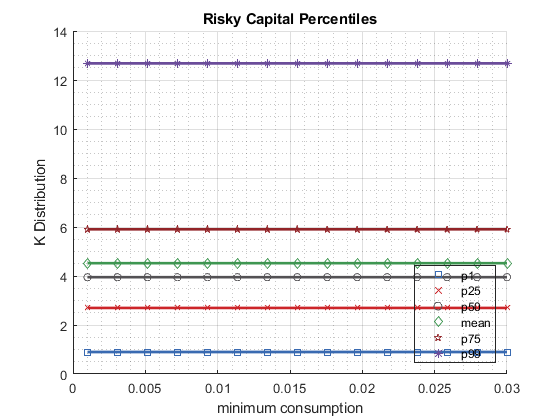 Risky Capital Percentiles
14
12
10
8
6
4
2
0
K Distribution
p1
p25
p50
mean
p75
p99
0
0.005
0.01
0.015
0.02
0.025
0.03
minimum consumption